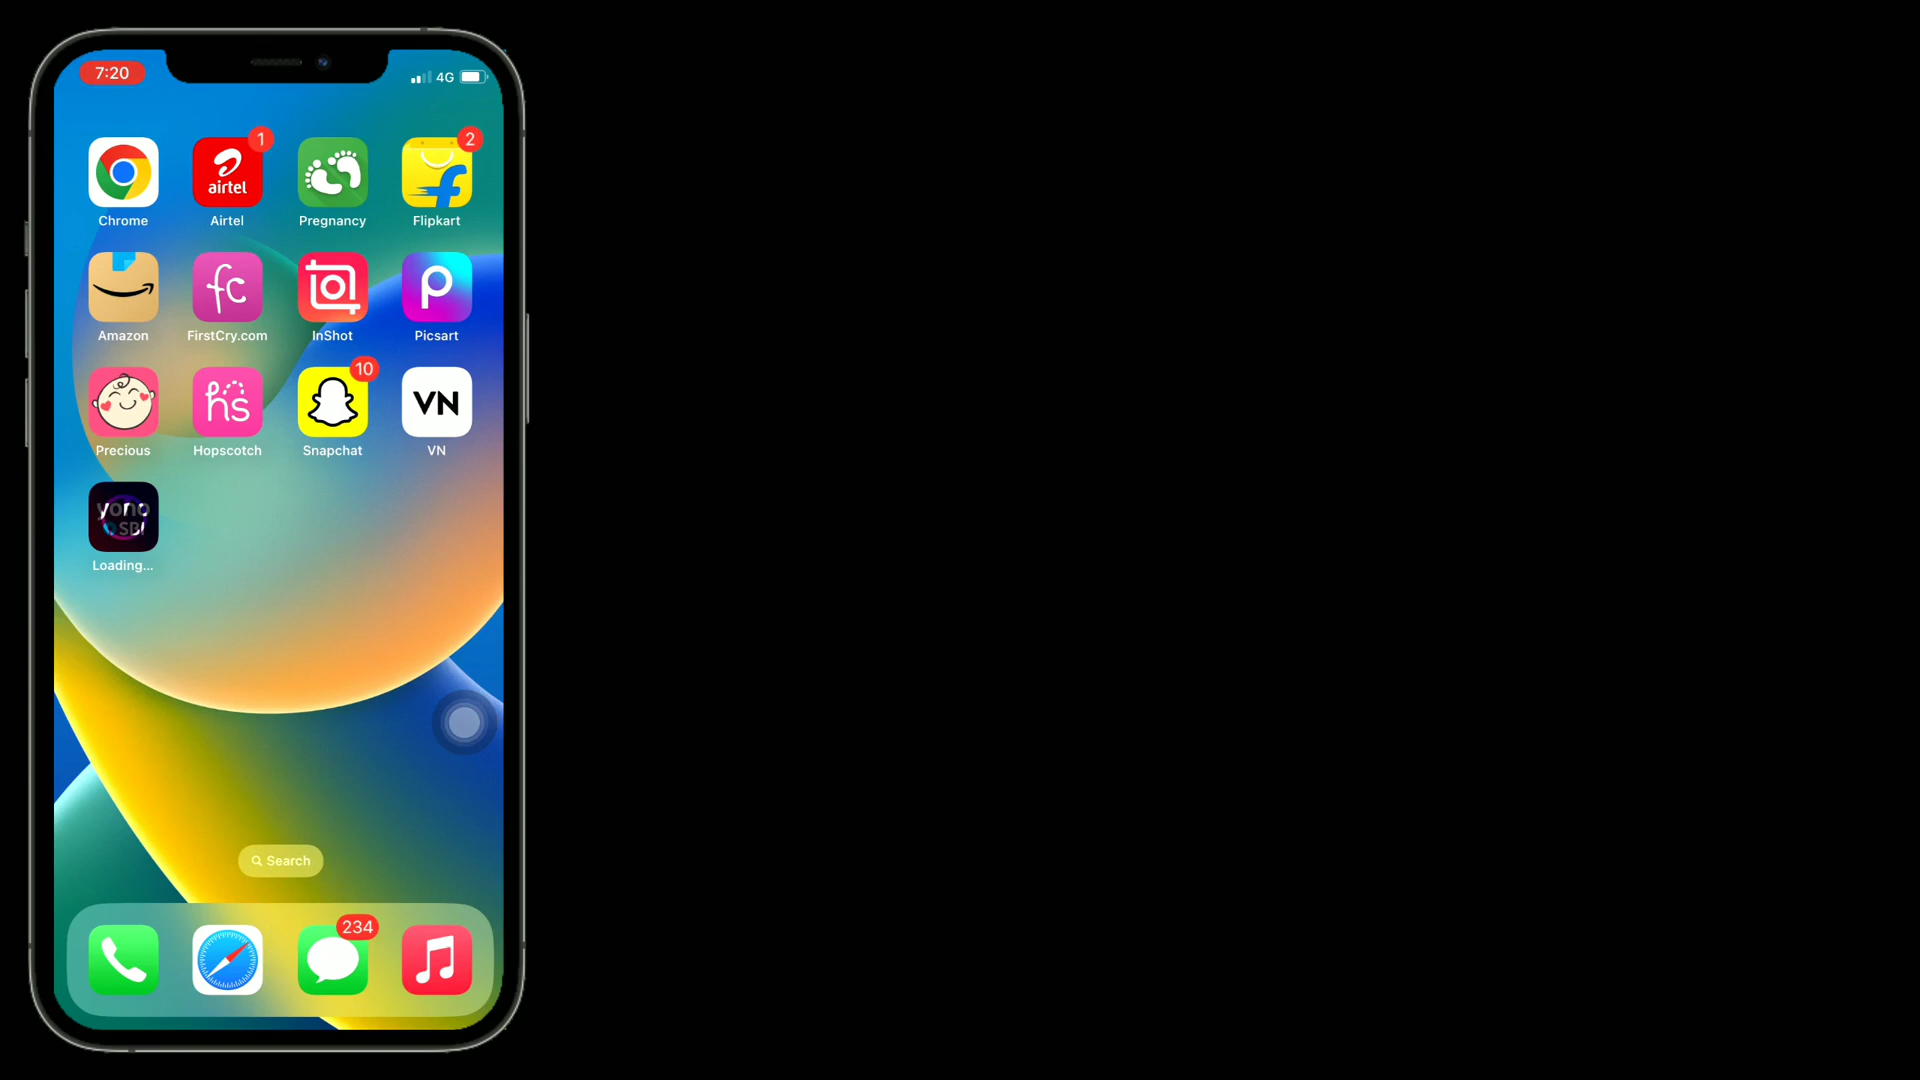 7:20 4G
1 2
airtel
Chrome Airtel Pregnancy Flipkart
fc
Amazon FirstCry.com InShot Picsart
10
hs VN
Precious Hopscotch Snapchat VN
yono
SBI
Loading...
Search
234